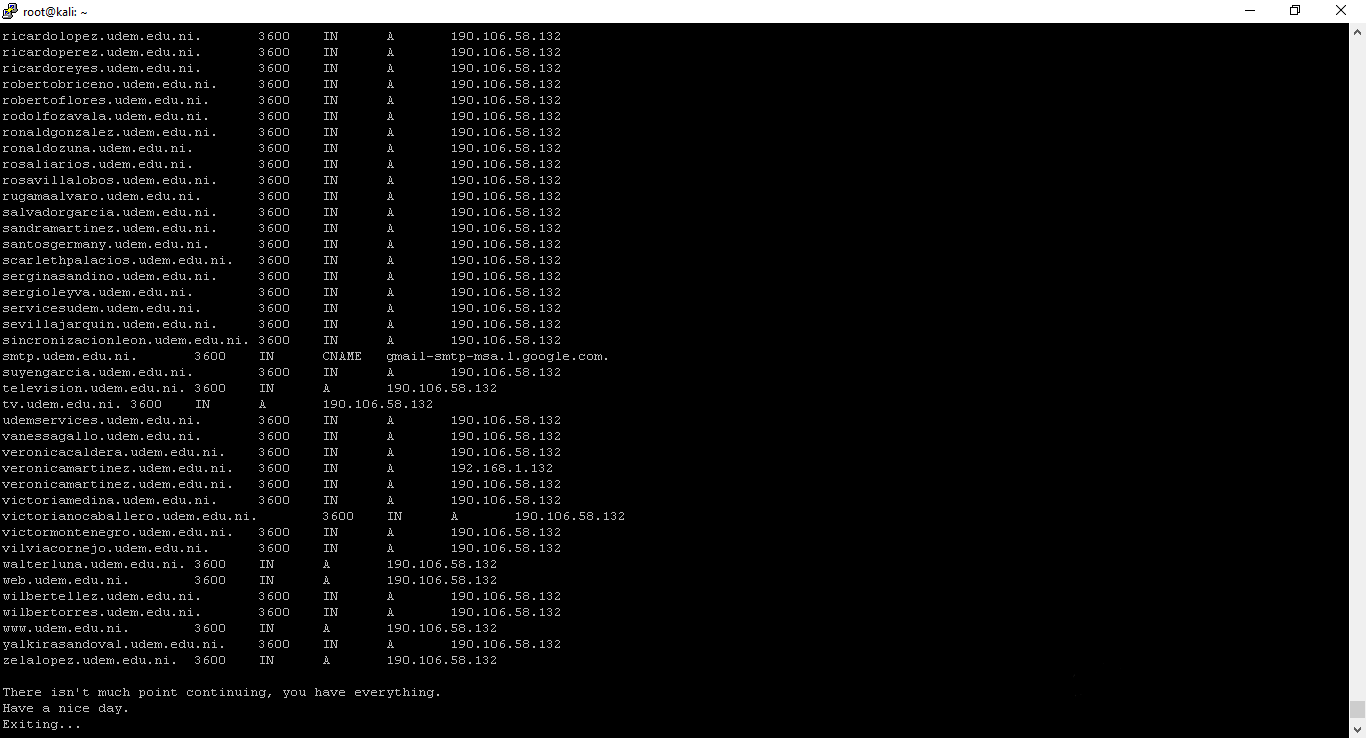 root@kali: ~
ricardolopez.udem.edu.ni. 3600 IN A 190.106.58.132
ricardoperez.udem.edu.ni. 3600 IN A 190.106.58.132
ricardoreyes.udem.edu.ni. 3600 IN A 190.106.58.132
robertobriceno.udem.edu.ni. 3600 IN A 190.106.58.132
robertoflores.udem.edu.ni. 3600 IN A 190.106.58.132
rodolfozavala.udem.edu.ni. 3600 IN A 190.106.58.132
ronaldgonzalez.udem.edu.ni. 3600 IN A 190.106.58.132
ronaldozuna.udem.edu.ni. 3600 IN A 190.106.58.132
rosaliarios.udem.edu.ni. 3600 IN A 190.106.58.132
rosavillalobos.udem.edu.ni. 3600 IN A 190.106.58.132
rugamaalvaro.udem.edu.ni. 3600 IN A 190.106.58.132
salvadorgarcia.udem.edu.ni. 3600 IN A 190.106.58.132
sandramartinez.udem.edu.ni. 3600 IN A 190.106.58.132
santosgermany.udem.edu.ni. 3600 IN A 190.106.58.132
scarlethpalacios.udem.edu.ni. 3600 IN A 190.106.58.132
serginasandino.udem.edu.ni. 3600 IN A 190.106.58.132
sergioleyva.udem.edu.ni. 3600 IN A 190.106.58.132
servicesudem.udem.edu.ni. 3600 IN A 190.106.58.132
sevillajarquin.udem.edu.ni. 3600 IN A 190.106.58.132
sincronizacionleon.udem.edu.ni. 3600 IN A 190.106.58.132
smtp.udem.edu.ni. 3600 IN CNAME gmail-smtp-msa.l.google.com.
suyengarcia.udem.edu.ni. 3600 IN A 190.106.58.132
television.udem.edu.ni. 3600 IN A 190.106.58.132
tv.udem.edu.ni. 3600 IN A 190.106.58.132
udemservices.udem.edu.ni. 3600 IN A 190.106.58.132
vanessagallo.udem.edu.ni. 3600 IN A 190.106.58.132
veronicacaldera.udem.edu.ni. 3600 IN A 190.106.58.132
veronicamartinez.udem.edu.ni. 3600 IN A 192.168.1.132
veronicamartinez.udem.edu.ni. 3600 IN A 190.106.58.132
victoriamedina.udem.edu.ni. 3600 IN A 190.106.58.132
victorianocaballero.udem.edu.ni. 3600 IN A 190.106.58.132
victormontenegro.udem.edu.ni. 3600 IN A 190.106.58.132
vilviacornejo.udem.edu.ni. 3600 IN A 190.106.58.132
walterluna.udem.edu.ni. 3600 IN A 190.106.58.132
web.udem.edu.ni. 3600 IN A 190.106.58.132
wilbertellez.udem.edu.ni. 3600 IN A 190.106.58.132
wilbertorres.udem.edu.ni. 3600 IN A 190.106.58.132
www.udem.edu.ni. 3600 IN A 190.106.58.132
yalkirasandoval.udem.edu.ni. 3600 IN A 190.106.58.132
zelalopez.udem.edu.ni. 3600 IN A 190.106.58.132
There isn't much point continuing, you have everything.
Have a nice day.
Exiting...